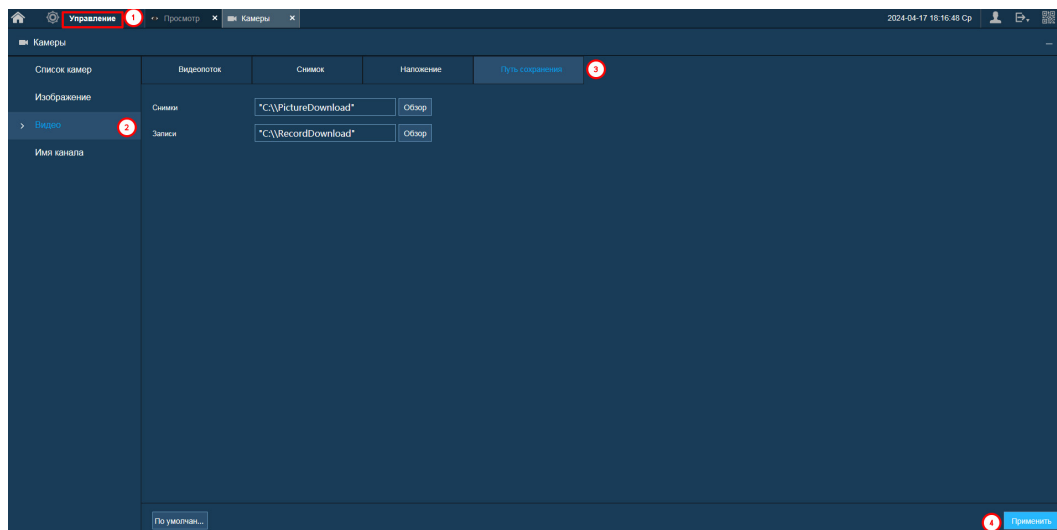 Управление 1 Просмотр × Камеры × 2024-04-17 18:16:48 Ср
Камеры
Список камер Видеопоток Снимок Наложение Путь сохранения 3
Изображение
Снимки "C:\\PictureDownload" Обзор
> Видео 2
Записи "C:\\RecordDownload" Обзор
Имя канала
По умолчан... 4 Применить